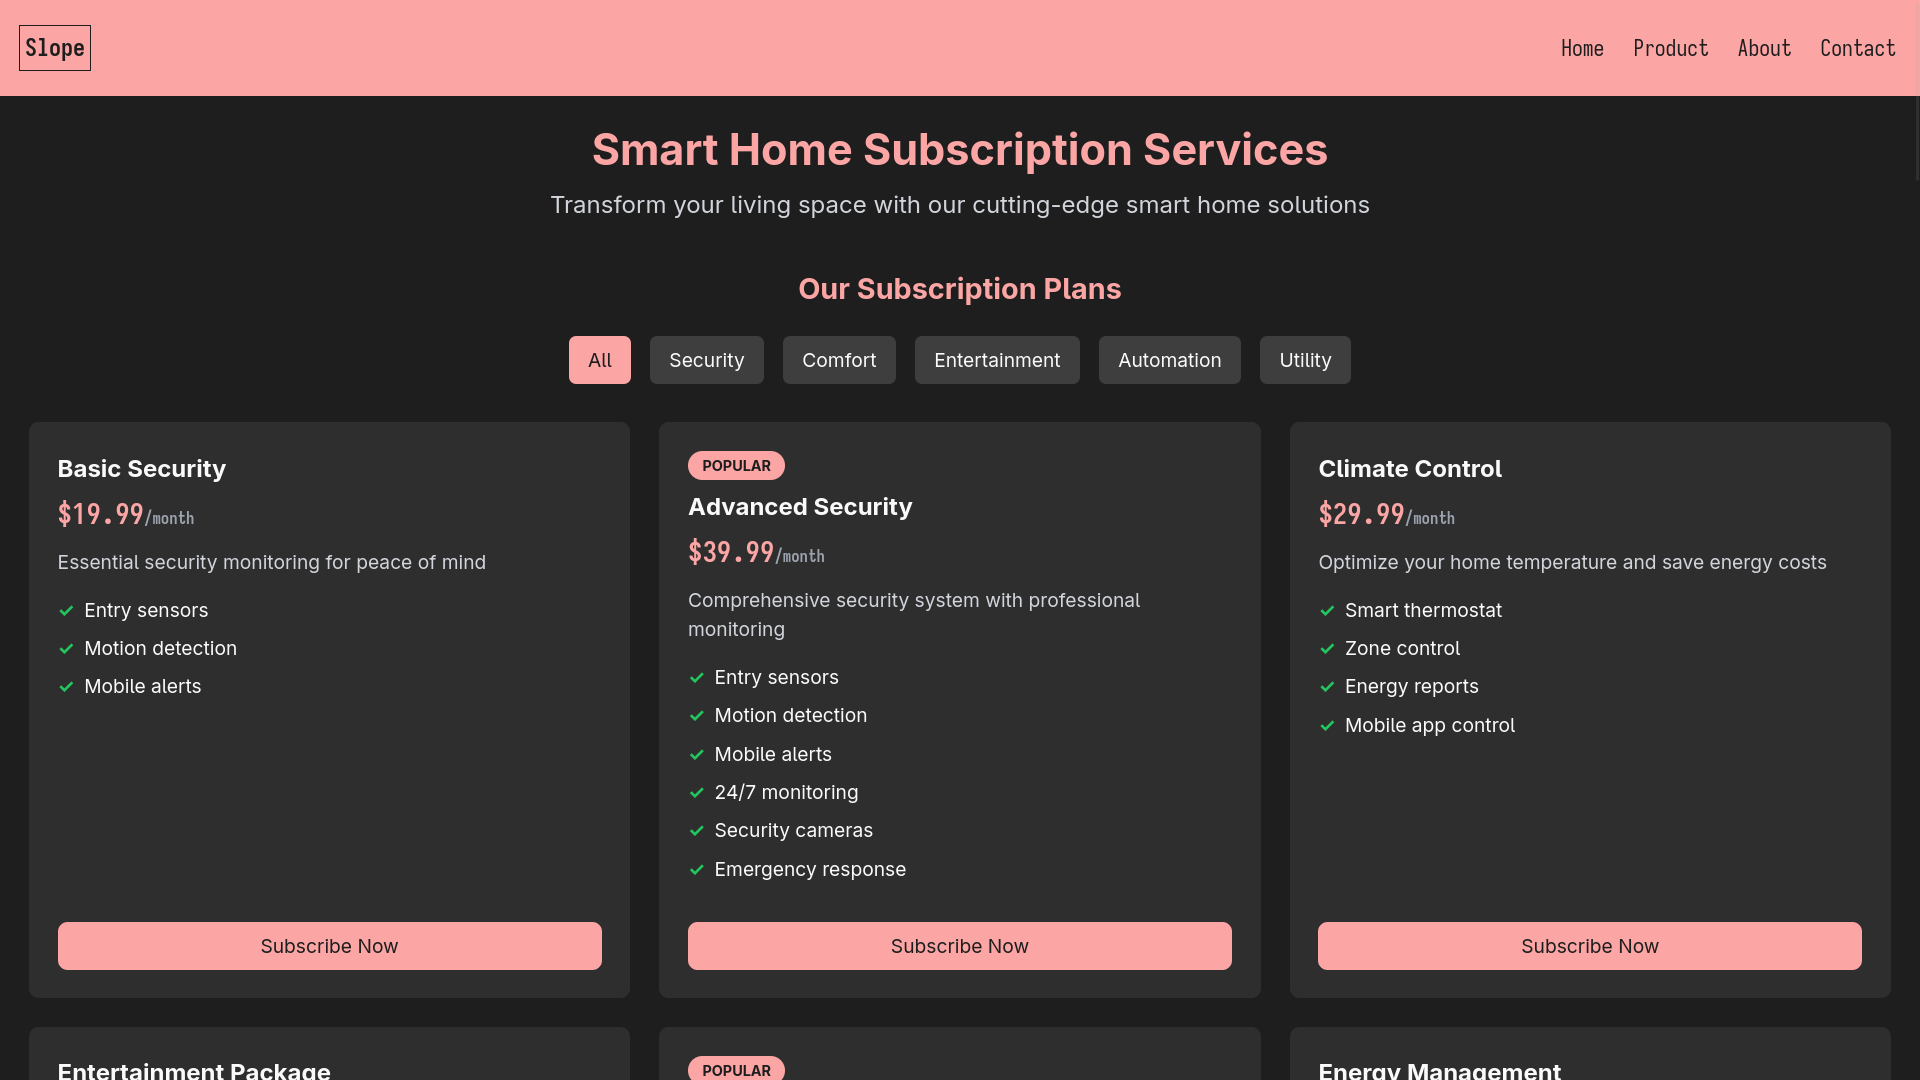 Slope
Home Product About Contact
Smart Home Subscription Services
Transform your living space with our cutting-edge smart home solutions
Our Subscription Plans
All Security Comfort Entertainment Automation Utility
Basic Security
$19.99/month
Essential security monitoring for peace of mind
Entry sensors
Motion detection
Mobile alerts
Subscribe Now
POPULAR
Advanced Security
$39.99/month
Comprehensive security system with professional
monitoring
Entry sensors
Motion detection
Mobile alerts
24/7 monitoring
Security cameras
Emergency response
Subscribe Now
Climate Control
$29.99/month
Optimize your home temperature and save energy costs
Smart thermostat
Zone control
Energy reports
Mobile app control
Subscribe Now
Entertainment Package
POPULAR
Energy Management